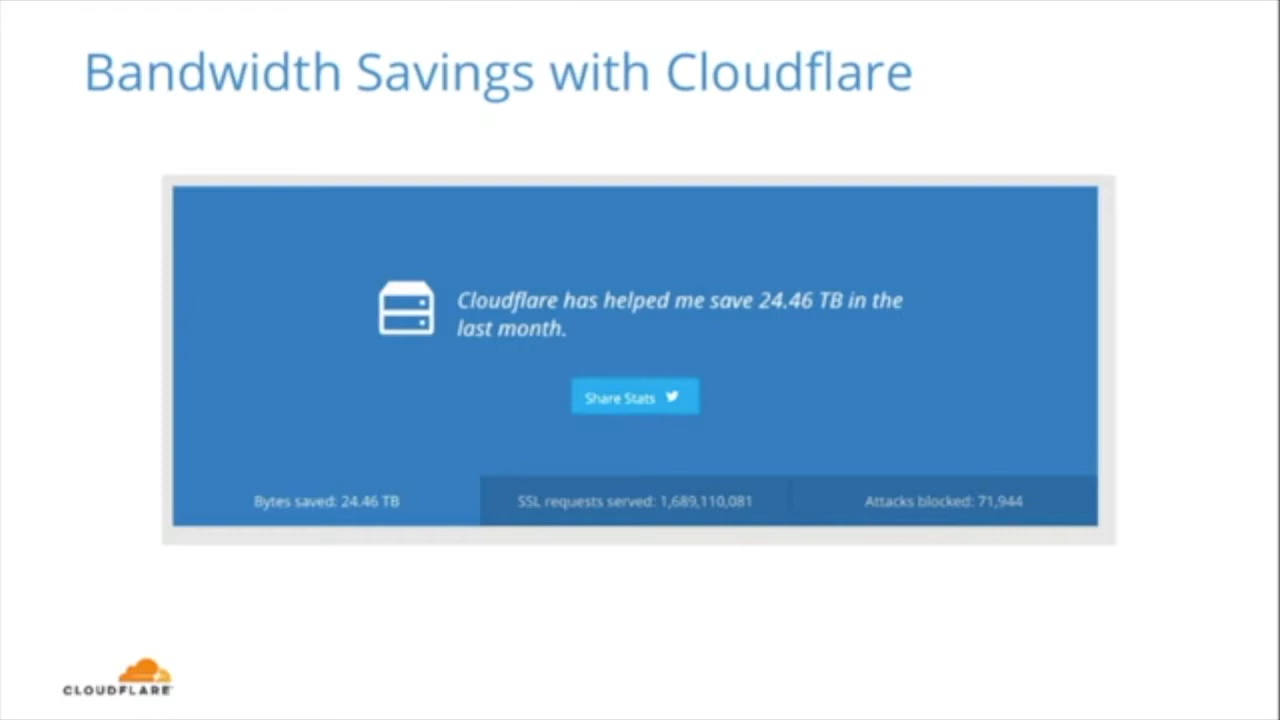 Bandwidth Savings with Cloudflare
Cloudflare has helped me save 24.46 TB in the
last month.
Share Stats
Bytes saved: 24.46 TB
SSL requests served: 1,689,110,081
Attacks blocked: 71,944
CLOUDFLARE